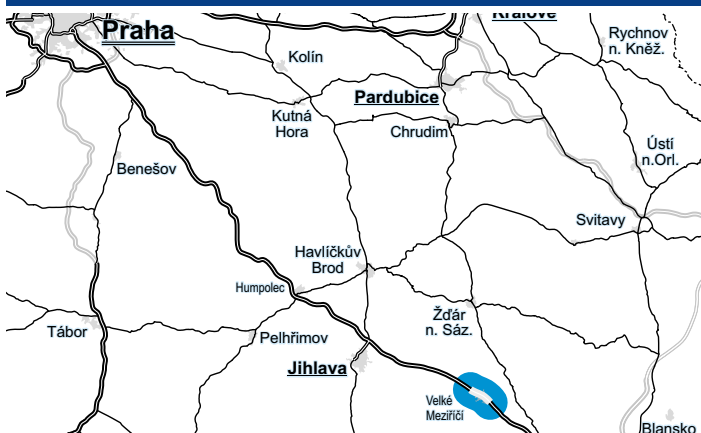 Králové
Praha
Rychnov
n. Kněž.
Kolín
Pardubice
Kutná
Hora
Chrudim
Ústí
n.Orl.
Benešov
Svitavy
Havlíčkův
Brod
Humpolec
Žďár
n. Sáz.
Tábor
Pelhřimov
Jihlava
Velké
Meziříčí
Blansko